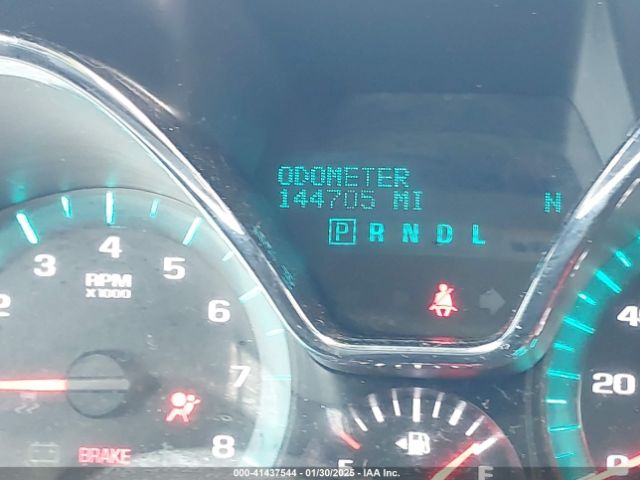 ODOMETER
144705 MI N
P R N D L
2 3 4 5 6 7 8
RPM
X1000
BRAKE
E F
0 20 40
000-41437544 - 01/30/2025 - IAA Inc.